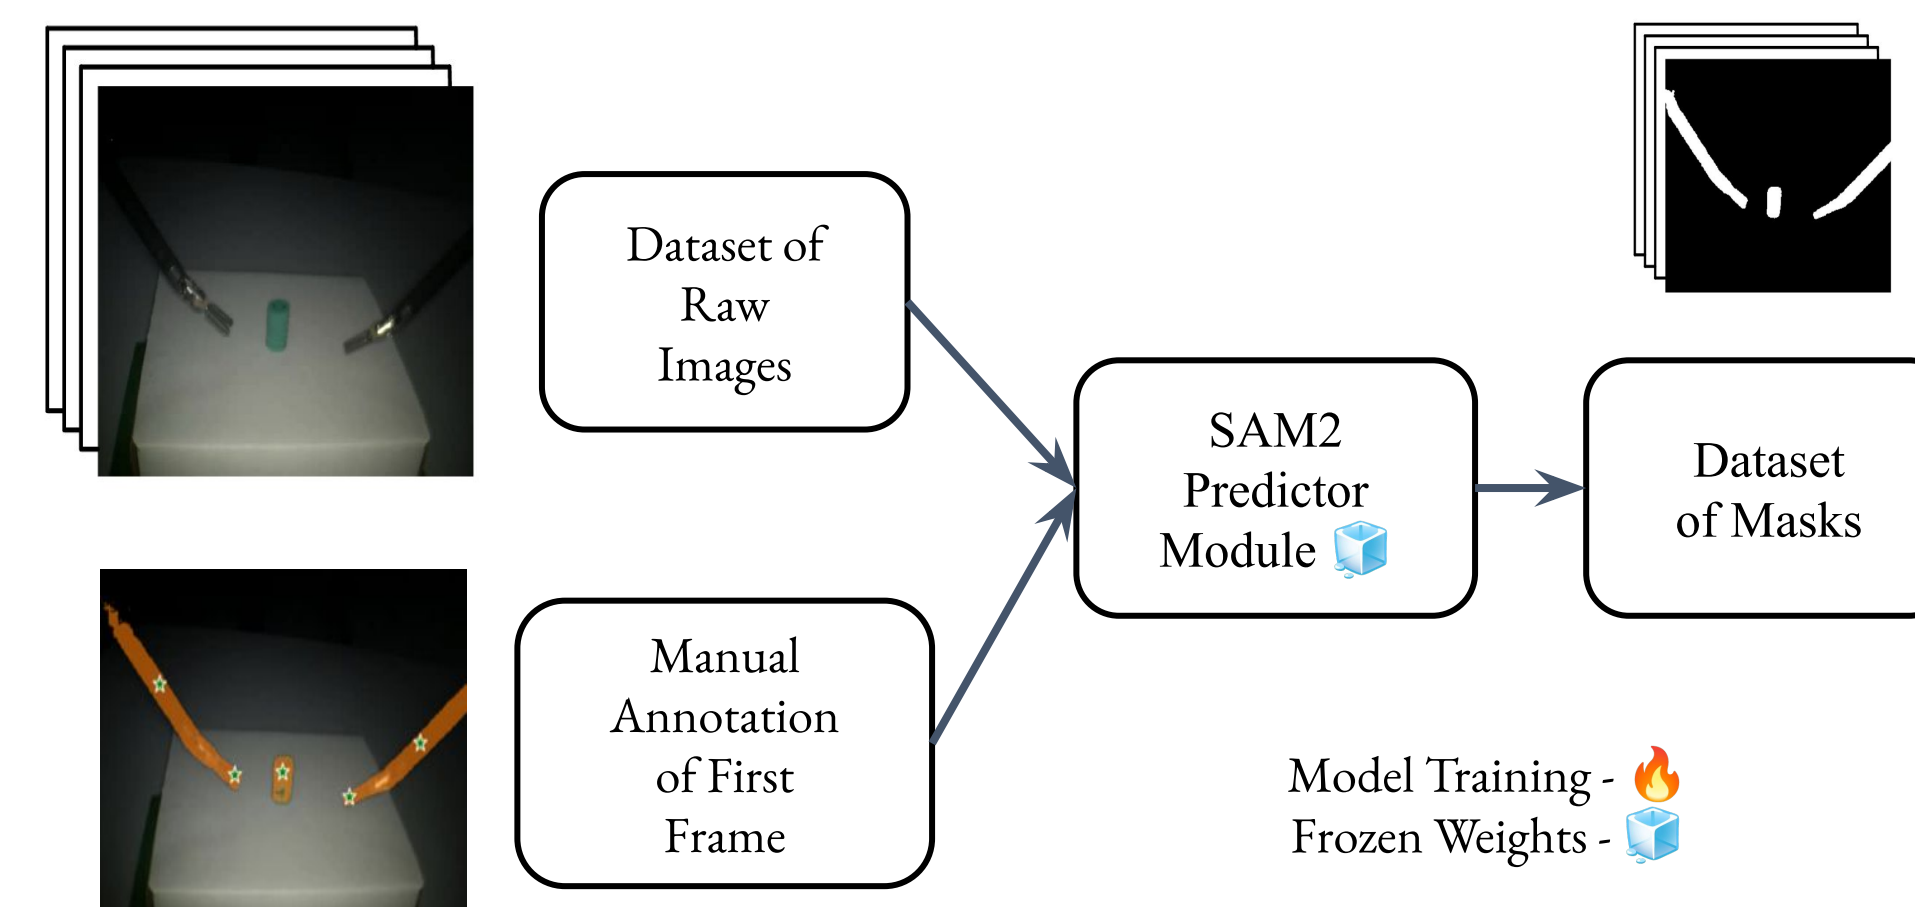 Dataset of
Raw
Images
Manual
Annotation
of First
Frame
SAM2
Predictor
Module 🧊
Dataset
of Masks
Model Training - 🔥
Frozen Weights - 🧊